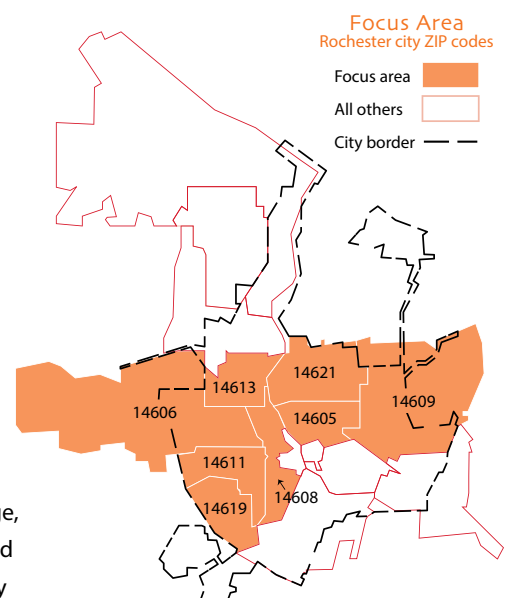 Focus Area
Rochester city ZIP codes
Focus area
All others
City border
14621
14613
14609
14606
14605
14611
14608
14619
ge,
d
y